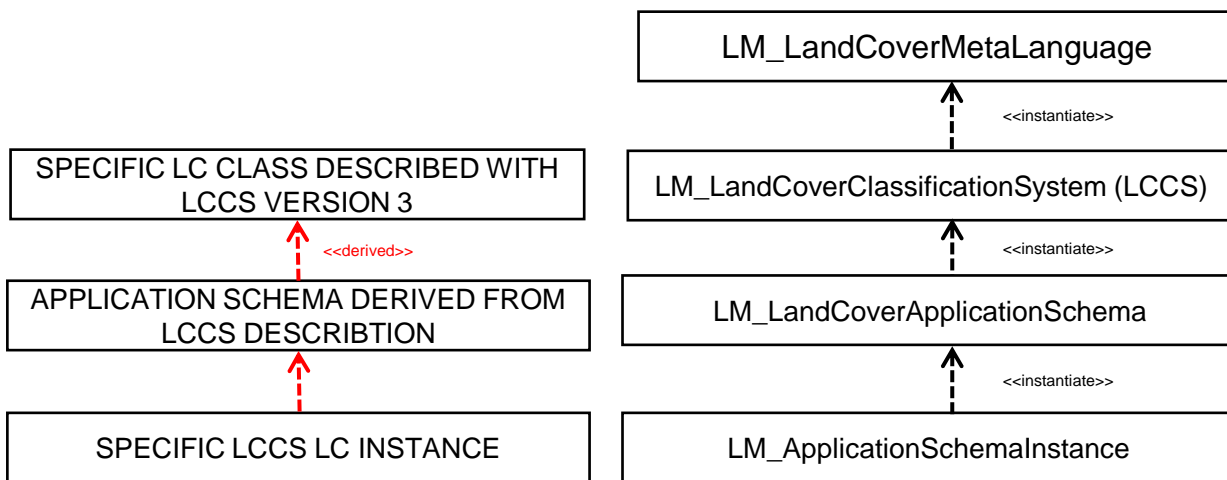 LM_LandCoverMetaLanguage
<<instantiate>>
SPECIFIC LC CLASS DESCRIBED WITH
LCCS VERSION 3
LM_LandCoverClassificationSystem (LCCS)
<<derived>>
<<instantiate>>
APPLICATION SCHEMA DERIVED FROM
LCCS DESCRIBTION
LM_LandCoverApplicationSchema
<<instantiate>>
SPECIFIC LCCS LC INSTANCE
LM_ApplicationSchemaInstance